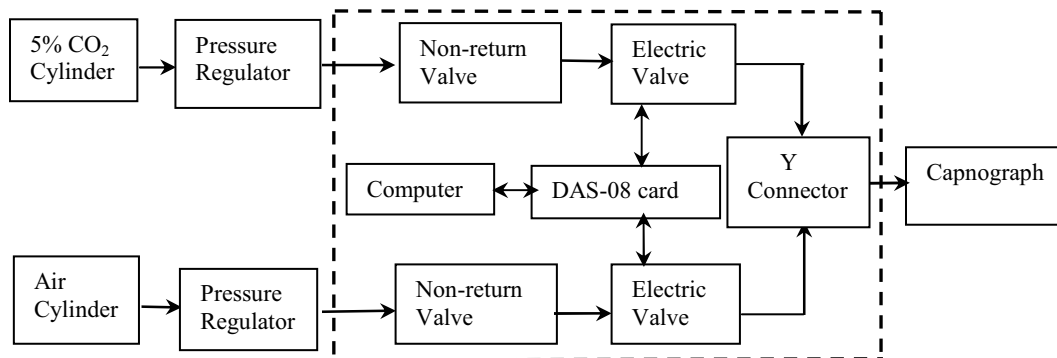 5% CO₂
Cylinder
Pressure
Regulator
Non-return
Valve
Electric
Valve
Computer
DAS-08 card
Y
Connector
Capnograph
Air
Cylinder
Pressure
Regulator
Non-return
Valve
Electric
Valve